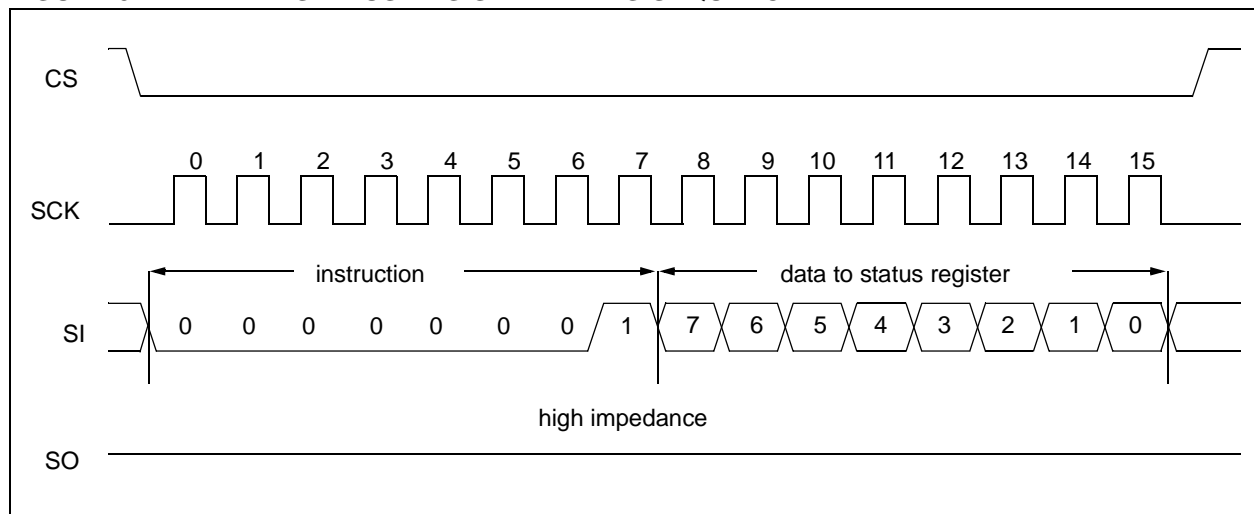 CS
0 1 2 3 4 5 6 7 8 9 10 11 12 13 14 15
SCK
instruction data to status register
SI 0 0 0 0 0 0 0 1 7 6 5 4 3 2 1 0
high impedance
SO